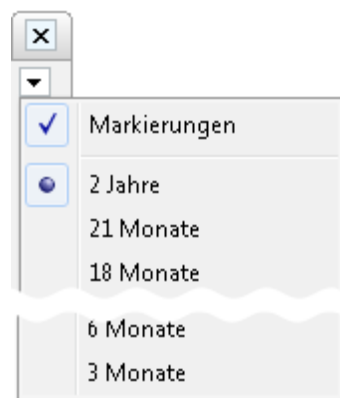 Markierungen
2 Jahre
21 Monate
18 Monate
6 Monate
3 Monate